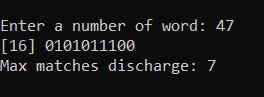 Enter a number of word: 47
[16] 0101011100
Max matches discharge: 7